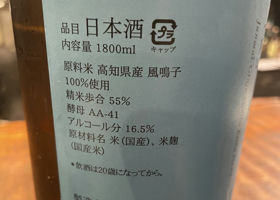 品目 日本酒
内容量 1800ml
プラ
キャップ
原料米 高知県産 風鳴子
100%使用
精米歩合 55%
酵母 AA-41
アルコール分 16.5%
原材料名 米(国産)、米麹
(国産米)
*飲酒は20歳になってから。